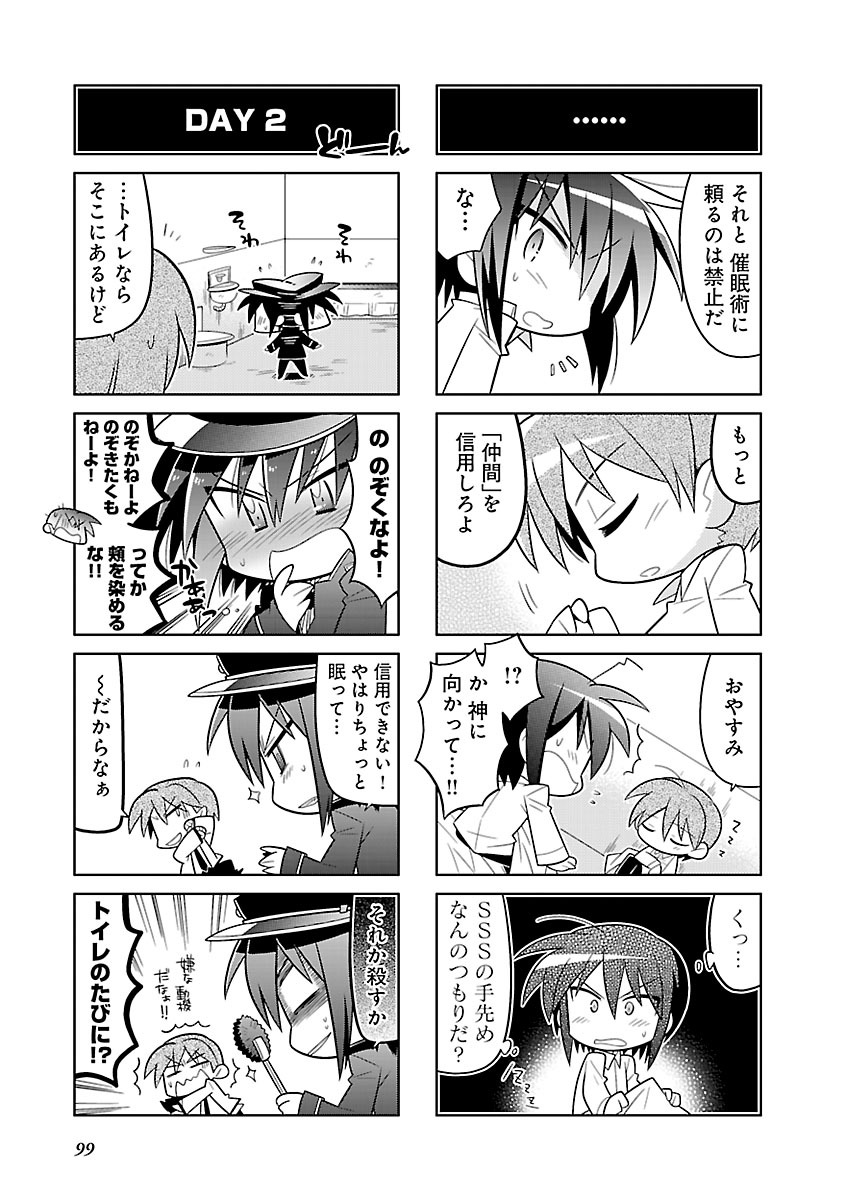 ……
それと 催眠術に
頼るのは禁止だ
な…
もっと
「仲間」を
信用しろよ
おやすみ
か 神に
向かって…!!
!?
zzz
くっ…
SSSの手先め
なんのつもりだ?
zzzz
DAY 2
どーーん
そわ
そわ
…トイレなら
そこにあるけど
の のぞくなよ!
かああっ
のぞかねーよ
のぞきたくも
ねーよ!
ってか
頬を染める
な!!
信用できない!
やはりちょっと
眠って…
〜だからなぁ
それか殺すか
嫌な
動機
だなぁ!!
トイレのたびに!?
99